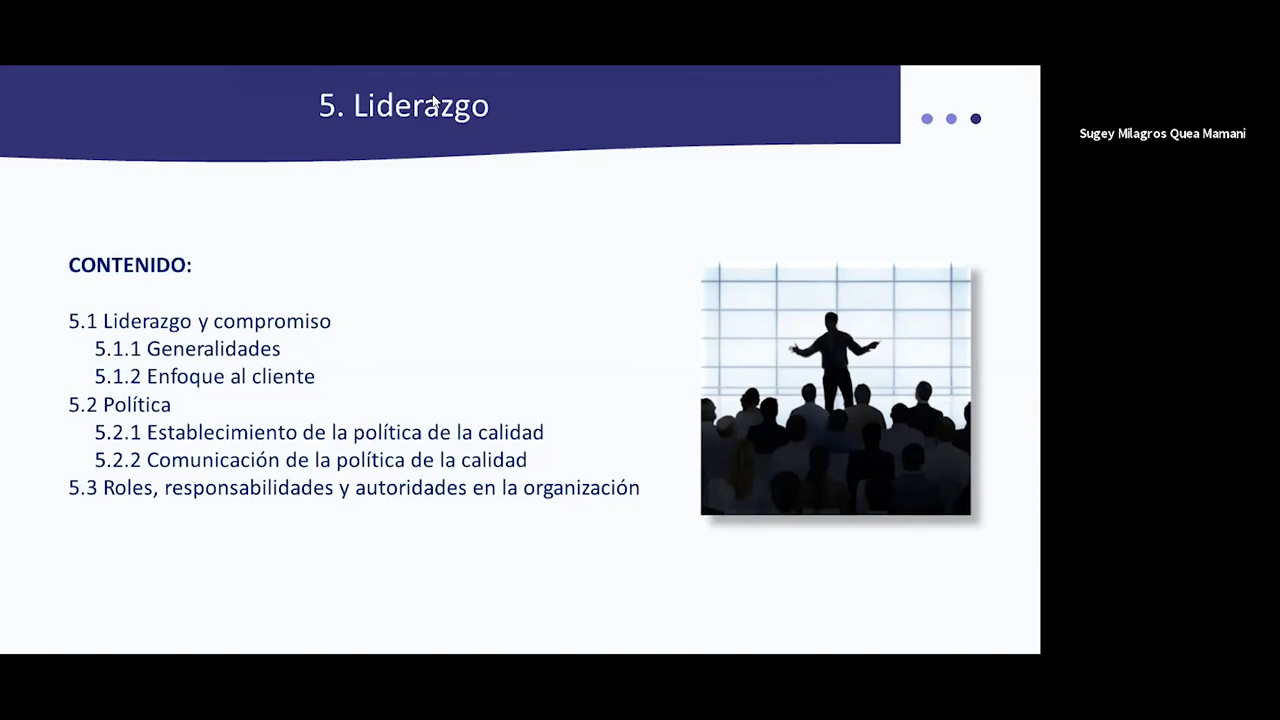 5. Liderazgo
Sugey Milagros Quea Mamani
CONTENIDO:
5.1 Liderazgo y compromiso
5.1.1 Generalidades
5.1.2 Enfoque al cliente
5.2 Política
5.2.1 Establecimiento de la política de la calidad
5.2.2 Comunicación de la política de la calidad
5.3 Roles, responsabilidades y autoridades en la organización